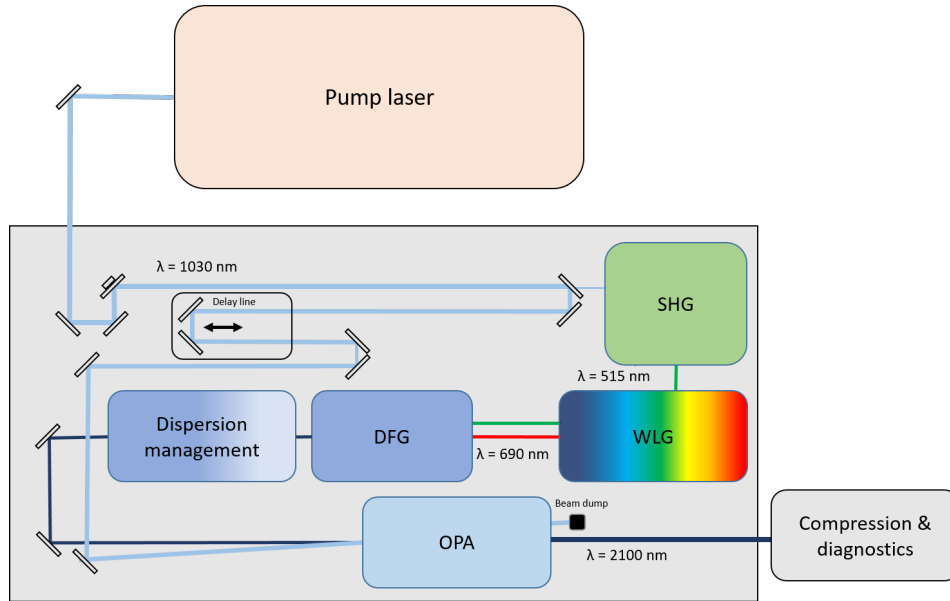 Pump laser
λ = 1030 nm
Delay line
SHG
λ = 515 nm
Dispersion
management
DFG
λ = 690 nm
WLG
Beam dump
OPA
λ = 2100 nm
Compression &
diagnostics